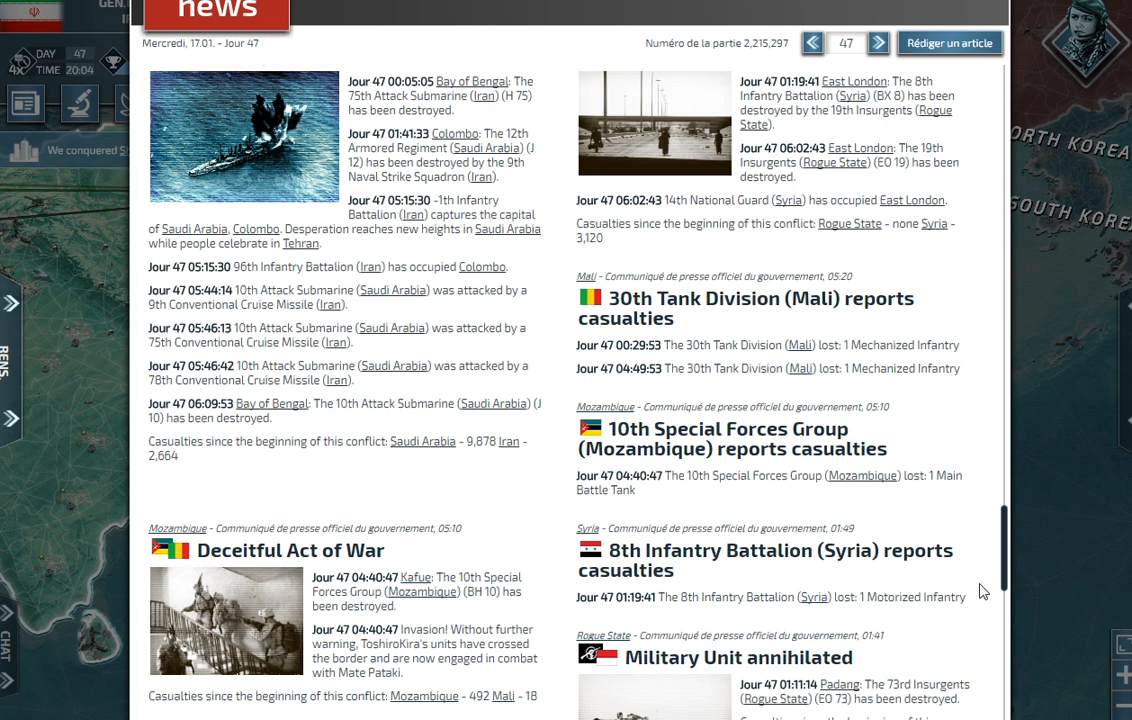 news
GEN.
DAY 47
4X TIME 20:04
We conquered
RENS.
CHAT
ORTH KOREA
SOUTH KORE
Mercredi, 17.01. - Jour 47
Numéro de la partie 2,215,297
47
Rédiger un article
Jour 47 00:05:05 Bay of Bengal: The
75th Attack Submarine (Iran) (H 75)
has been destroyed.
Jour 47 01:41:33 Colombo: The 12th
Armored Regiment (Saudi Arabia) (J
12) has been destroyed by the 9th
Naval Strike Squadron (Iran).
Jour 47 05:15:30 -1th Infantry
Battalion (Iran) captures the capital
of Saudi Arabia, Colombo. Desperation reaches new heights in Saudi Arabia
while people celebrate in Tehran.
Jour 47 05:15:30 96th Infantry Battalion (Iran) has occupied Colombo.
Jour 47 05:44:14 10th Attack Submarine (Saudi Arabia) was attacked by a
9th Conventional Cruise Missile (Iran).
Jour 47 05:46:13 10th Attack Submarine (Saudi Arabia) was attacked by a
75th Conventional Cruise Missile (Iran).
Jour 47 05:46:42 10th Attack Submarine (Saudi Arabia) was attacked by a
78th Conventional Cruise Missile (Iran).
Jour 47 06:09:53 Bay of Bengal: The 10th Attack Submarine (Saudi Arabia) (J
10) has been destroyed.
Casualties since the beginning of this conflict: Saudi Arabia - 9,878 Iran -
2,664
Mozambique - Communiqué de presse officiel du gouvernement, 05:10
Deceitful Act of War
Jour 47 04:40:47 Kafue: The 10th Special
Forces Group (Mozambique) (BH 10) has
been destroyed.
Jour 47 04:40:47 Invasion! Without further
warning, ToshiroKira's units have crossed
the border and are now engaged in combat
with Mate Pataki.
Casualties since the beginning of this conflict: Mozambique - 492 Mali - 18
Jour 47 01:19:41 East London: The 8th
Infantry Battalion (Syria) (BX 8) has been
destroyed by the 19th Insurgents (Rogue
State).
Jour 47 06:02:43 East London: The 19th
Insurgents (Rogue State) (EO 19) has been
destroyed.
Jour 47 06:02:43 14th National Guard (Syria) has occupied East London.
Casualties since the beginning of this conflict: Rogue State - none Syria -
3,120
Mali - Communiqué de presse officiel du gouvernement, 05:20
30th Tank Division (Mali) reports
casualties
Jour 47 00:29:53 The 30th Tank Division (Mali) lost: 1 Mechanized Infantry
Jour 47 04:49:53 The 30th Tank Division (Mali) lost: 1 Mechanized Infantry
Mozambique - Communiqué de presse officiel du gouvernement, 05:10
10th Special Forces Group
(Mozambique) reports casualties
Jour 47 04:40:47 The 10th Special Forces Group (Mozambique) lost: 1 Main
Battle Tank
Syria - Communiqué de presse officiel du gouvernement, 01:49
8th Infantry Battalion (Syria) reports
casualties
Jour 47 01:19:41 The 8th Infantry Battalion (Syria) lost: 1 Motorized Infantry
Rogue State - Communiqué de presse officiel du gouvernement, 01:41
Military Unit annihilated
Jour 47 01:11:14 Padang: The 73rd Insurgents
(Rogue State) (EO 73) has been destroyed.